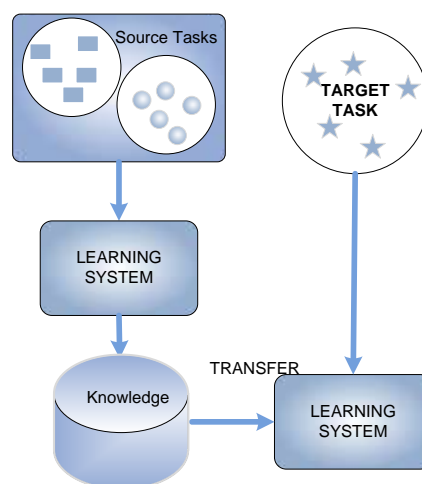 Source Tasks
TARGET
TASK
LEARNING
SYSTEM
TRANSFER
Knowledge
LEARNING
SYSTEM